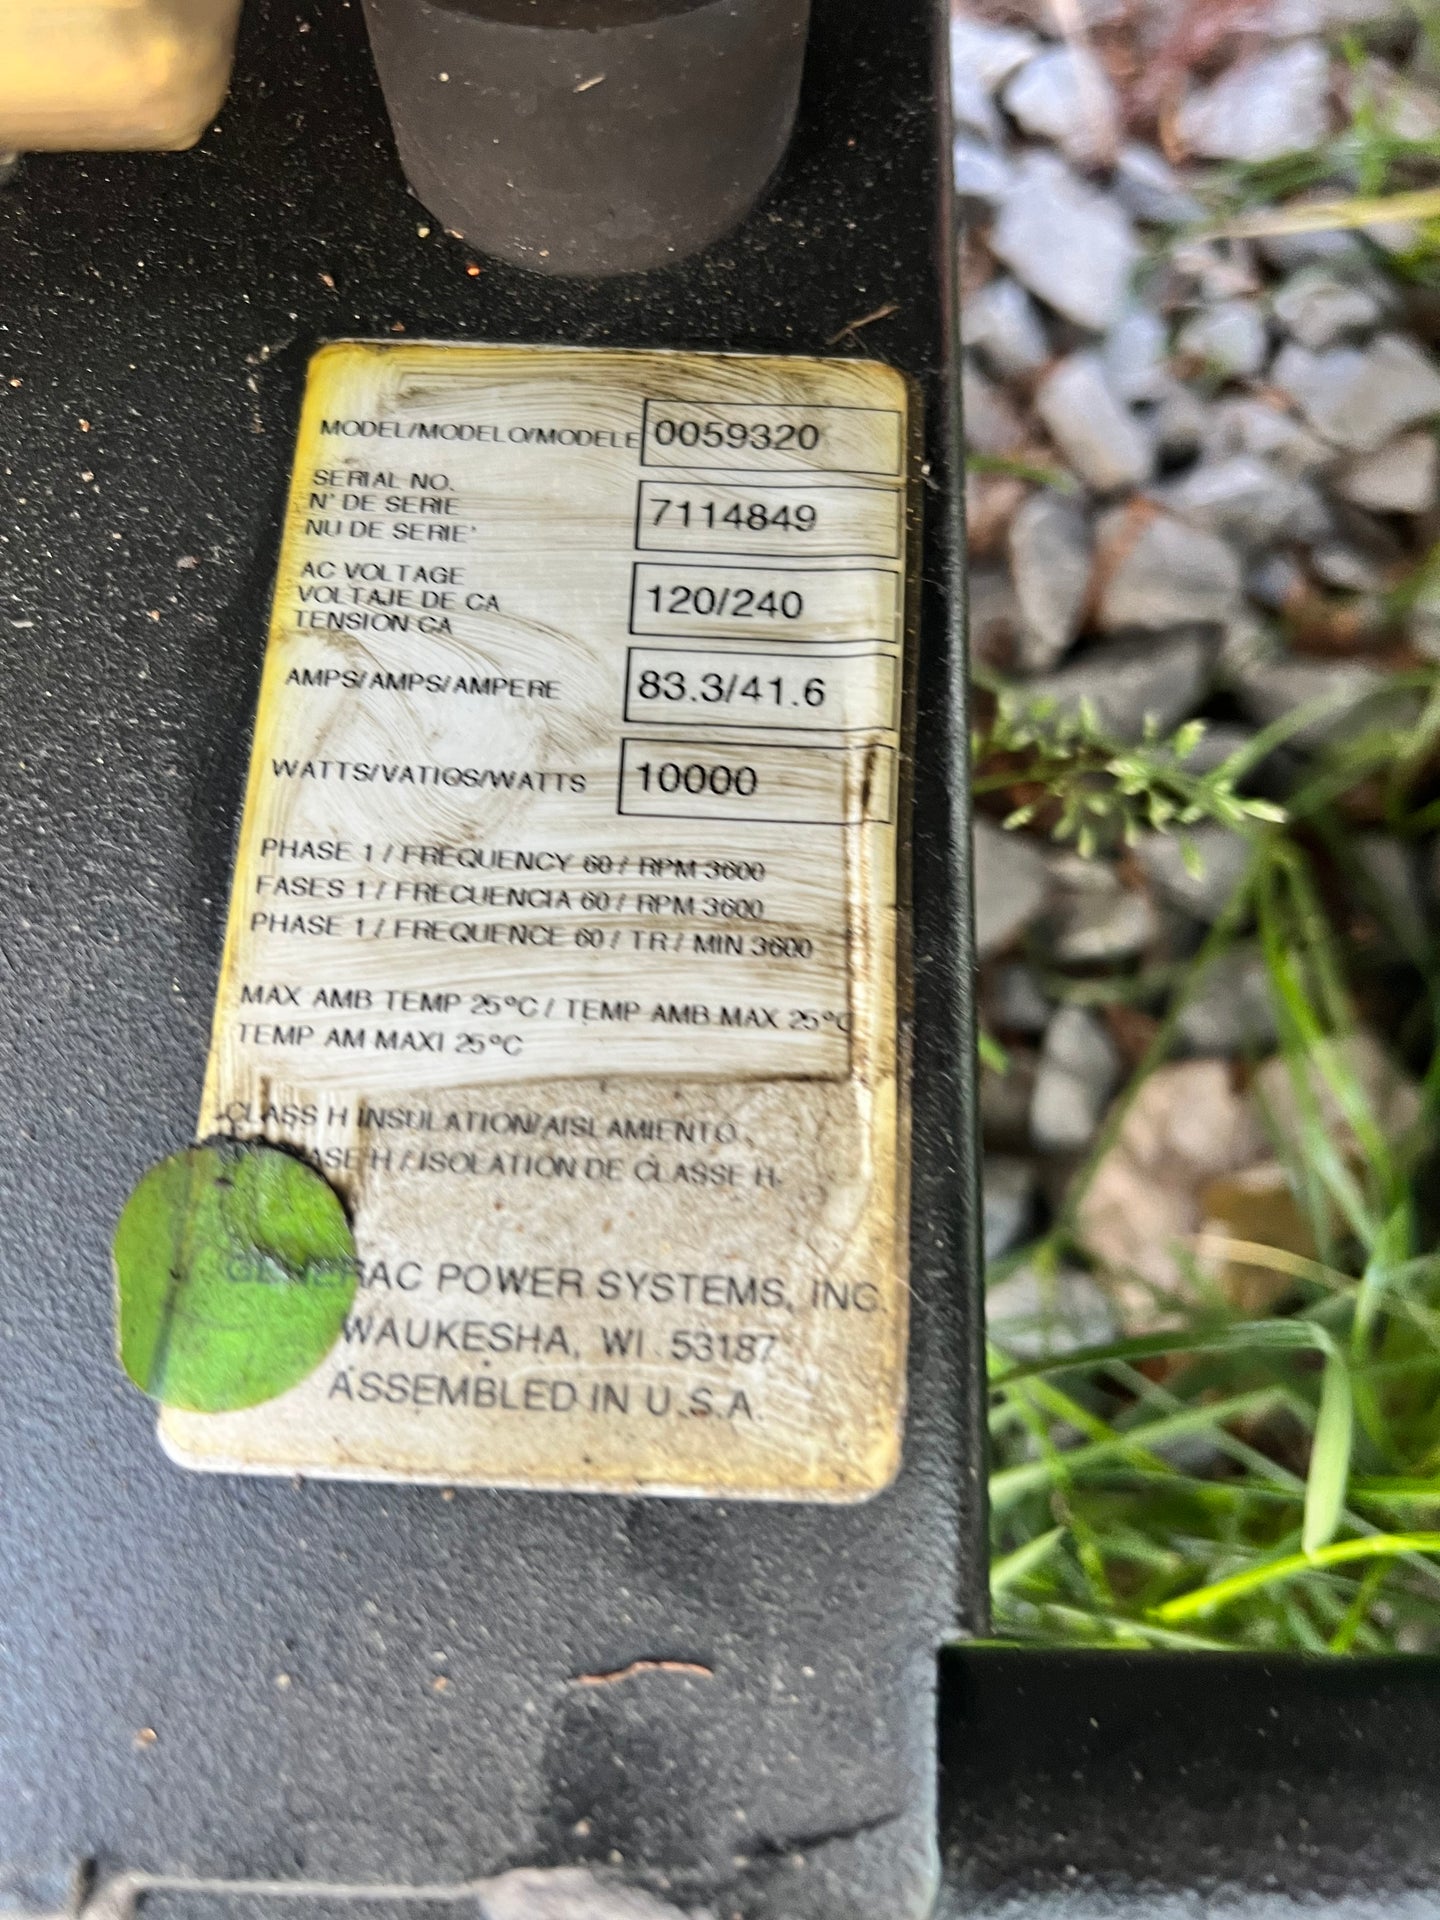 MODEL/MODELO/MODELE 0059320
SERIAL NO.
N° DE SERIE 7114849
NU DE SERIE'
AC VOLTAGE
VOLTAJE DE CA 120/240
TENSION CA
AMPS/AMPS/AMPERE 83.3/41.6
WATTS/VATIOS/WATTS 10000
PHASE 1 / FREQUENCY 60 / RPM 3600
FASES 1 / FRECUENCIA 60 / RPM 3600
PHASE 1 / FREQUENCE 60 / TR / MIN 3600
MAX AMB TEMP 25°C / TEMP AMB MAX 25°C
TEMP AM MAXI 25°C
CLASS H INSULATION/AISLAMIENTO
H / ISOLATION DE CLASSE H
GENERAC POWER SYSTEMS, INC.
WAUKESHA, WI 53187
ASSEMBLED IN U.S.A.